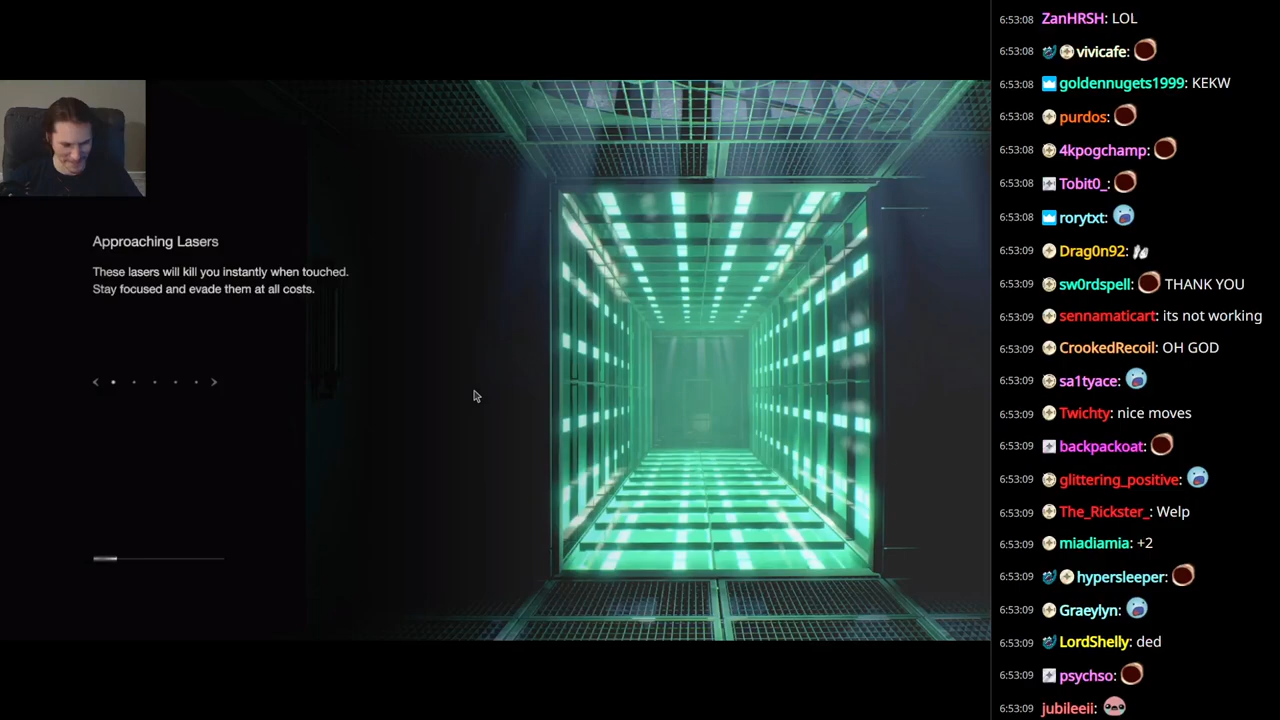 Approaching Lasers
These lasers will kill you instantly when touched.
Stay focused and evade them at all costs.
6:53:08 ZanHRSH: LOL
6:53:08 vivicafe:
6:53:08 goldennugets1999: KEKW
6:53:08 purdos:
6:53:08 4kpogchamp:
6:53:08 Tobit0_:
6:53:08 rorytxt:
6:53:09 Drag0n92:
6:53:09 sw0rdspell: THANK YOU
6:53:09 sennamaticart: its not working
6:53:09 CrookedRecoil: OH GOD
6:53:09 sa1tyace:
6:53:09 Twichty: nice moves
6:53:09 backpackoat:
6:53:09 glittering_positive:
6:53:09 The_Rickster_: Welp
6:53:09 miadiamia: +2
6:53:09 hypersleeper:
6:53:09 Graeylyn:
6:53:09 LordShelly: ded
6:53:09 psychso:
6:53:09 jubileeii: